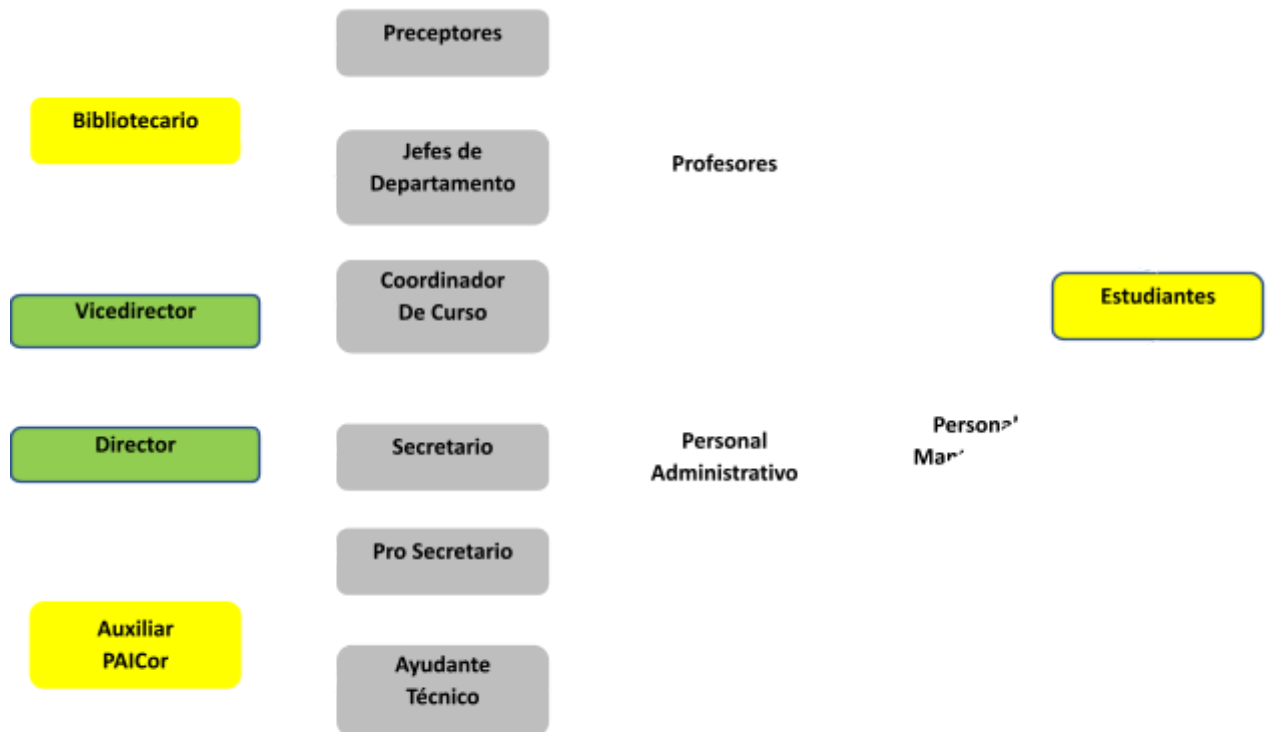 Preceptores
Bibliotecario
Jefes de
Departamento
Profesores
Coordinador
De Curso
Vicedirector
Estudiantes
Director
Secretario
Personal
Administrativo
Personal
Pro Secretario
Auxiliar
PAICor
Ayudante
Técnico